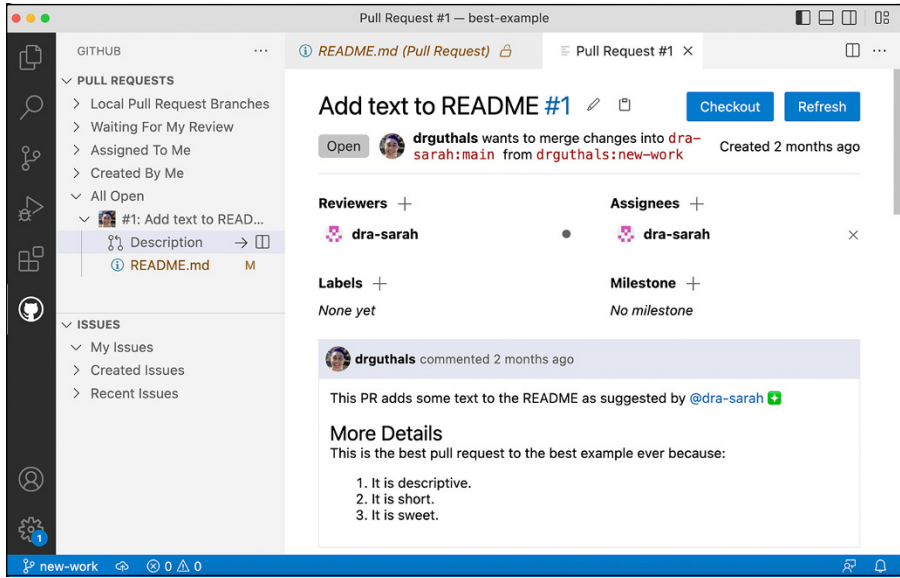 Pull Request #1 — best-example
GITHUB
PULL REQUESTS
Local Pull Request Branches
Waiting For My Review
Assigned To Me
Created By Me
All Open
#1: Add text to READ...
Description
README.md M
ISSUES
My Issues
Created Issues
Recent Issues
1
README.md (Pull Request)
Pull Request #1
Add text to README #1
Checkout
Refresh
Open
drguthals wants to merge changes into dra-
sarah:main from drguthals:new-work
Created 2 months ago
Reviewers
dra-sarah
Assignees
dra-sarah
Labels
None yet
Milestone
No milestone
drguthals commented 2 months ago
This PR adds some text to the README as suggested by @dra-sarah
More Details
This is the best pull request to the best example ever because:
1. It is descriptive.
2. It is short.
3. It is sweet.
new-work 0 0